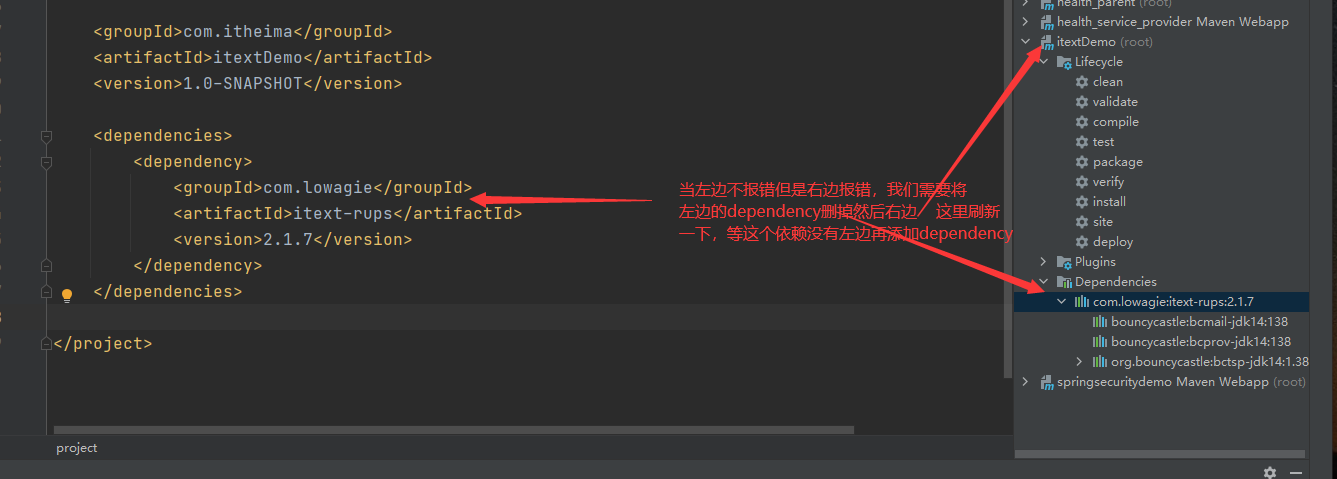 <groupId>com.itheima</groupId>
<artifactId>itextDemo</artifactId>
<version>1.0-SNAPSHOT</version>
<dependencies>
<dependency>
<groupId>com.lowagie</groupId>
<artifactId>itext-rups</artifactId>
<version>2.1.7</version>
</dependency>
</dependencies>
</project>
project
当左边不报错但是右边报错，我们需要将
左边的dependency删掉然后右边 这里刷新
一下，等这个依赖没有左边再添加dependency
health_parent (root)
health_service_provider Maven Webapp
itextDemo (root)
Lifecycle
clean
validate
compile
test
package
verify
install
site
deploy
Plugins
Dependencies
com.lowagie:itext-rups:2.1.7
bouncycastle:bcmail-jdk14:138
bouncycastle:bcprov-jdk14:138
org.bouncycastle:bctsp-jdk14:1.38
springsecuritydemo Maven Webapp (root)